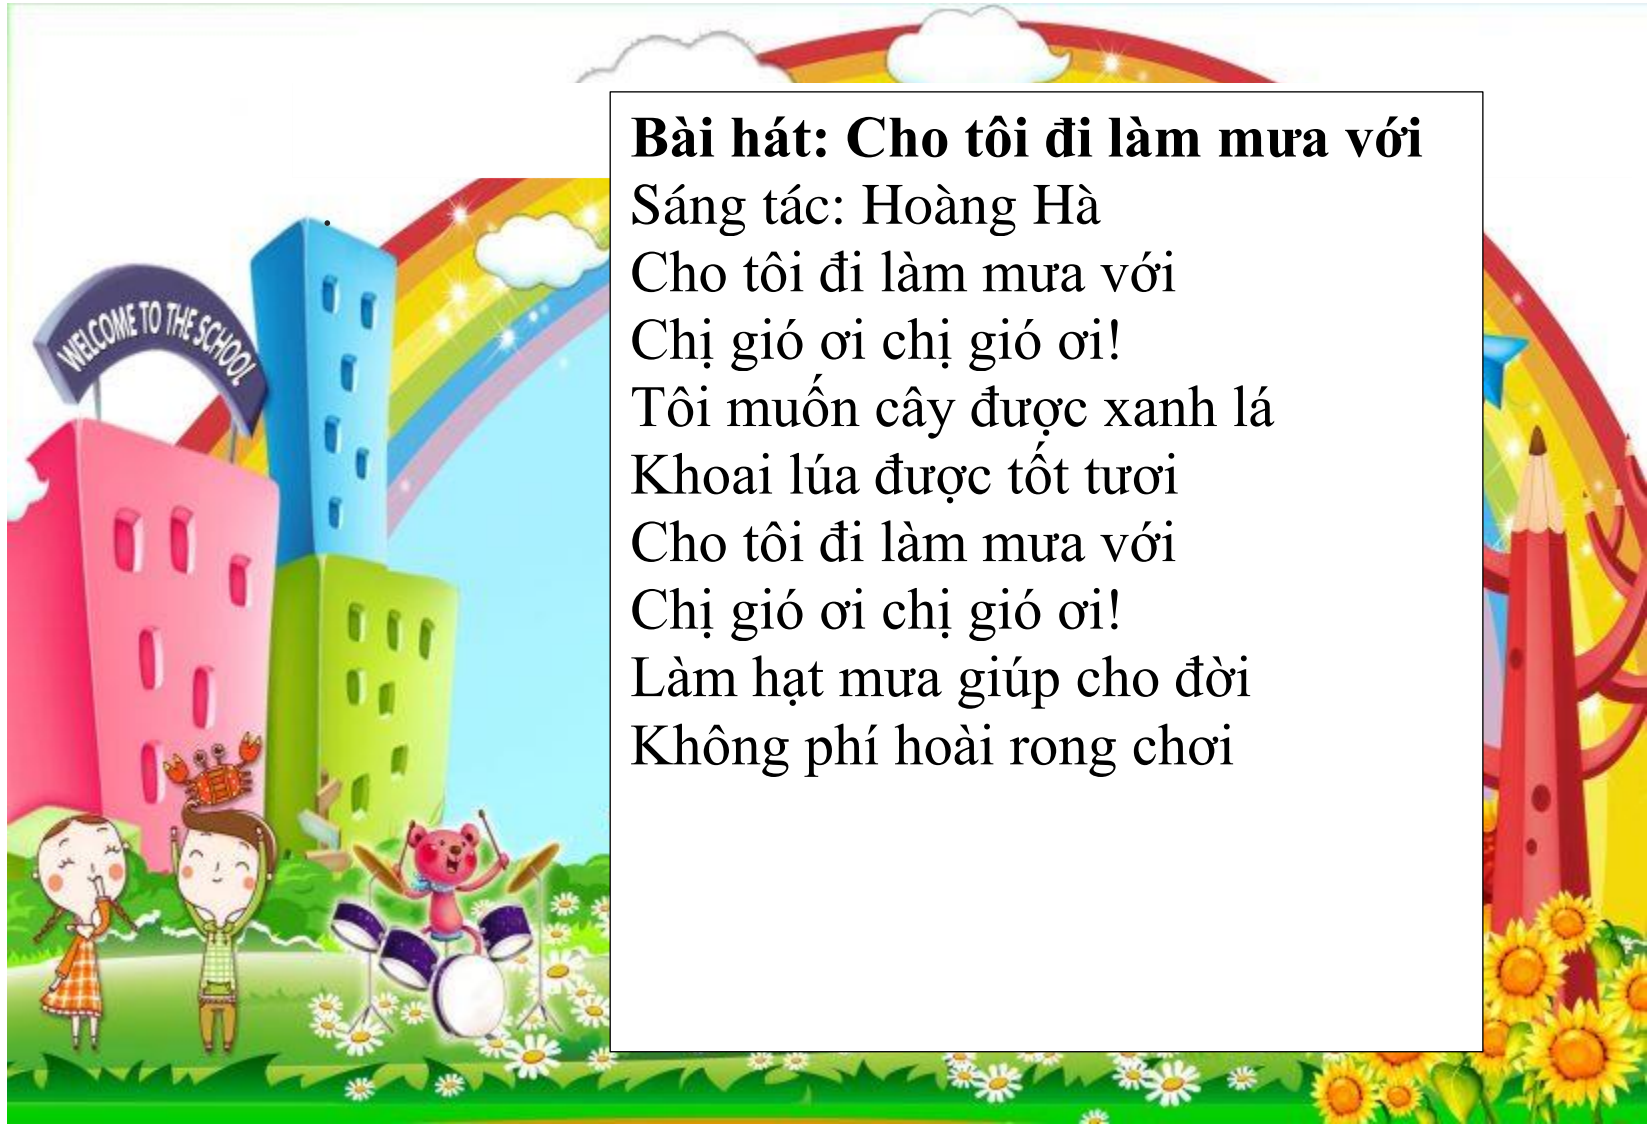 Bài hát: Cho tôi đi làm mưa với
Sáng tác: Hoàng Hà
Cho tôi đi làm mưa với
Chị gió ơi chị gió ơi!
Tôi muốn cây được xanh lá
Khoai lúa được tốt tươi
Cho tôi đi làm mưa với
Chị gió ơi chị gió ơi!
Làm hạt mưa giúp cho đời
Không phí hoài rong chơi
WELCOME TO THE SCHOOL